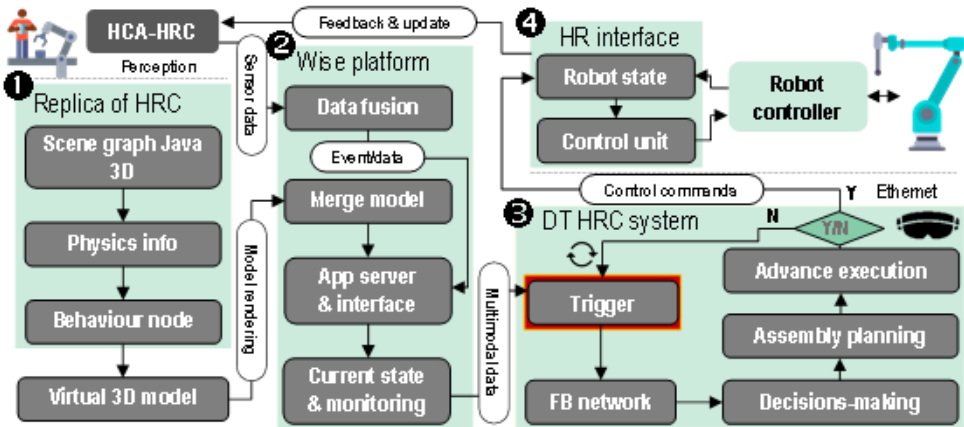 HCA-HRC
Perception
Feedback & update
Sensor data
1
Replica of HRC
Scene graph Java
3D
Physics info
Behaviour node
Virtual 3D model
Model rendering
2
Wise platform
Data fusion
Event/data
Merge model
App server
& interface
Current state
& monitoring
Multimodal data
4
HR interface
Robot state
Control unit
Robot
controller
Control commands
Y
Ethernet
3
DT HRC system
N
Y/N
Trigger
FB network
Advance execution
Assembly planning
Decisions-making